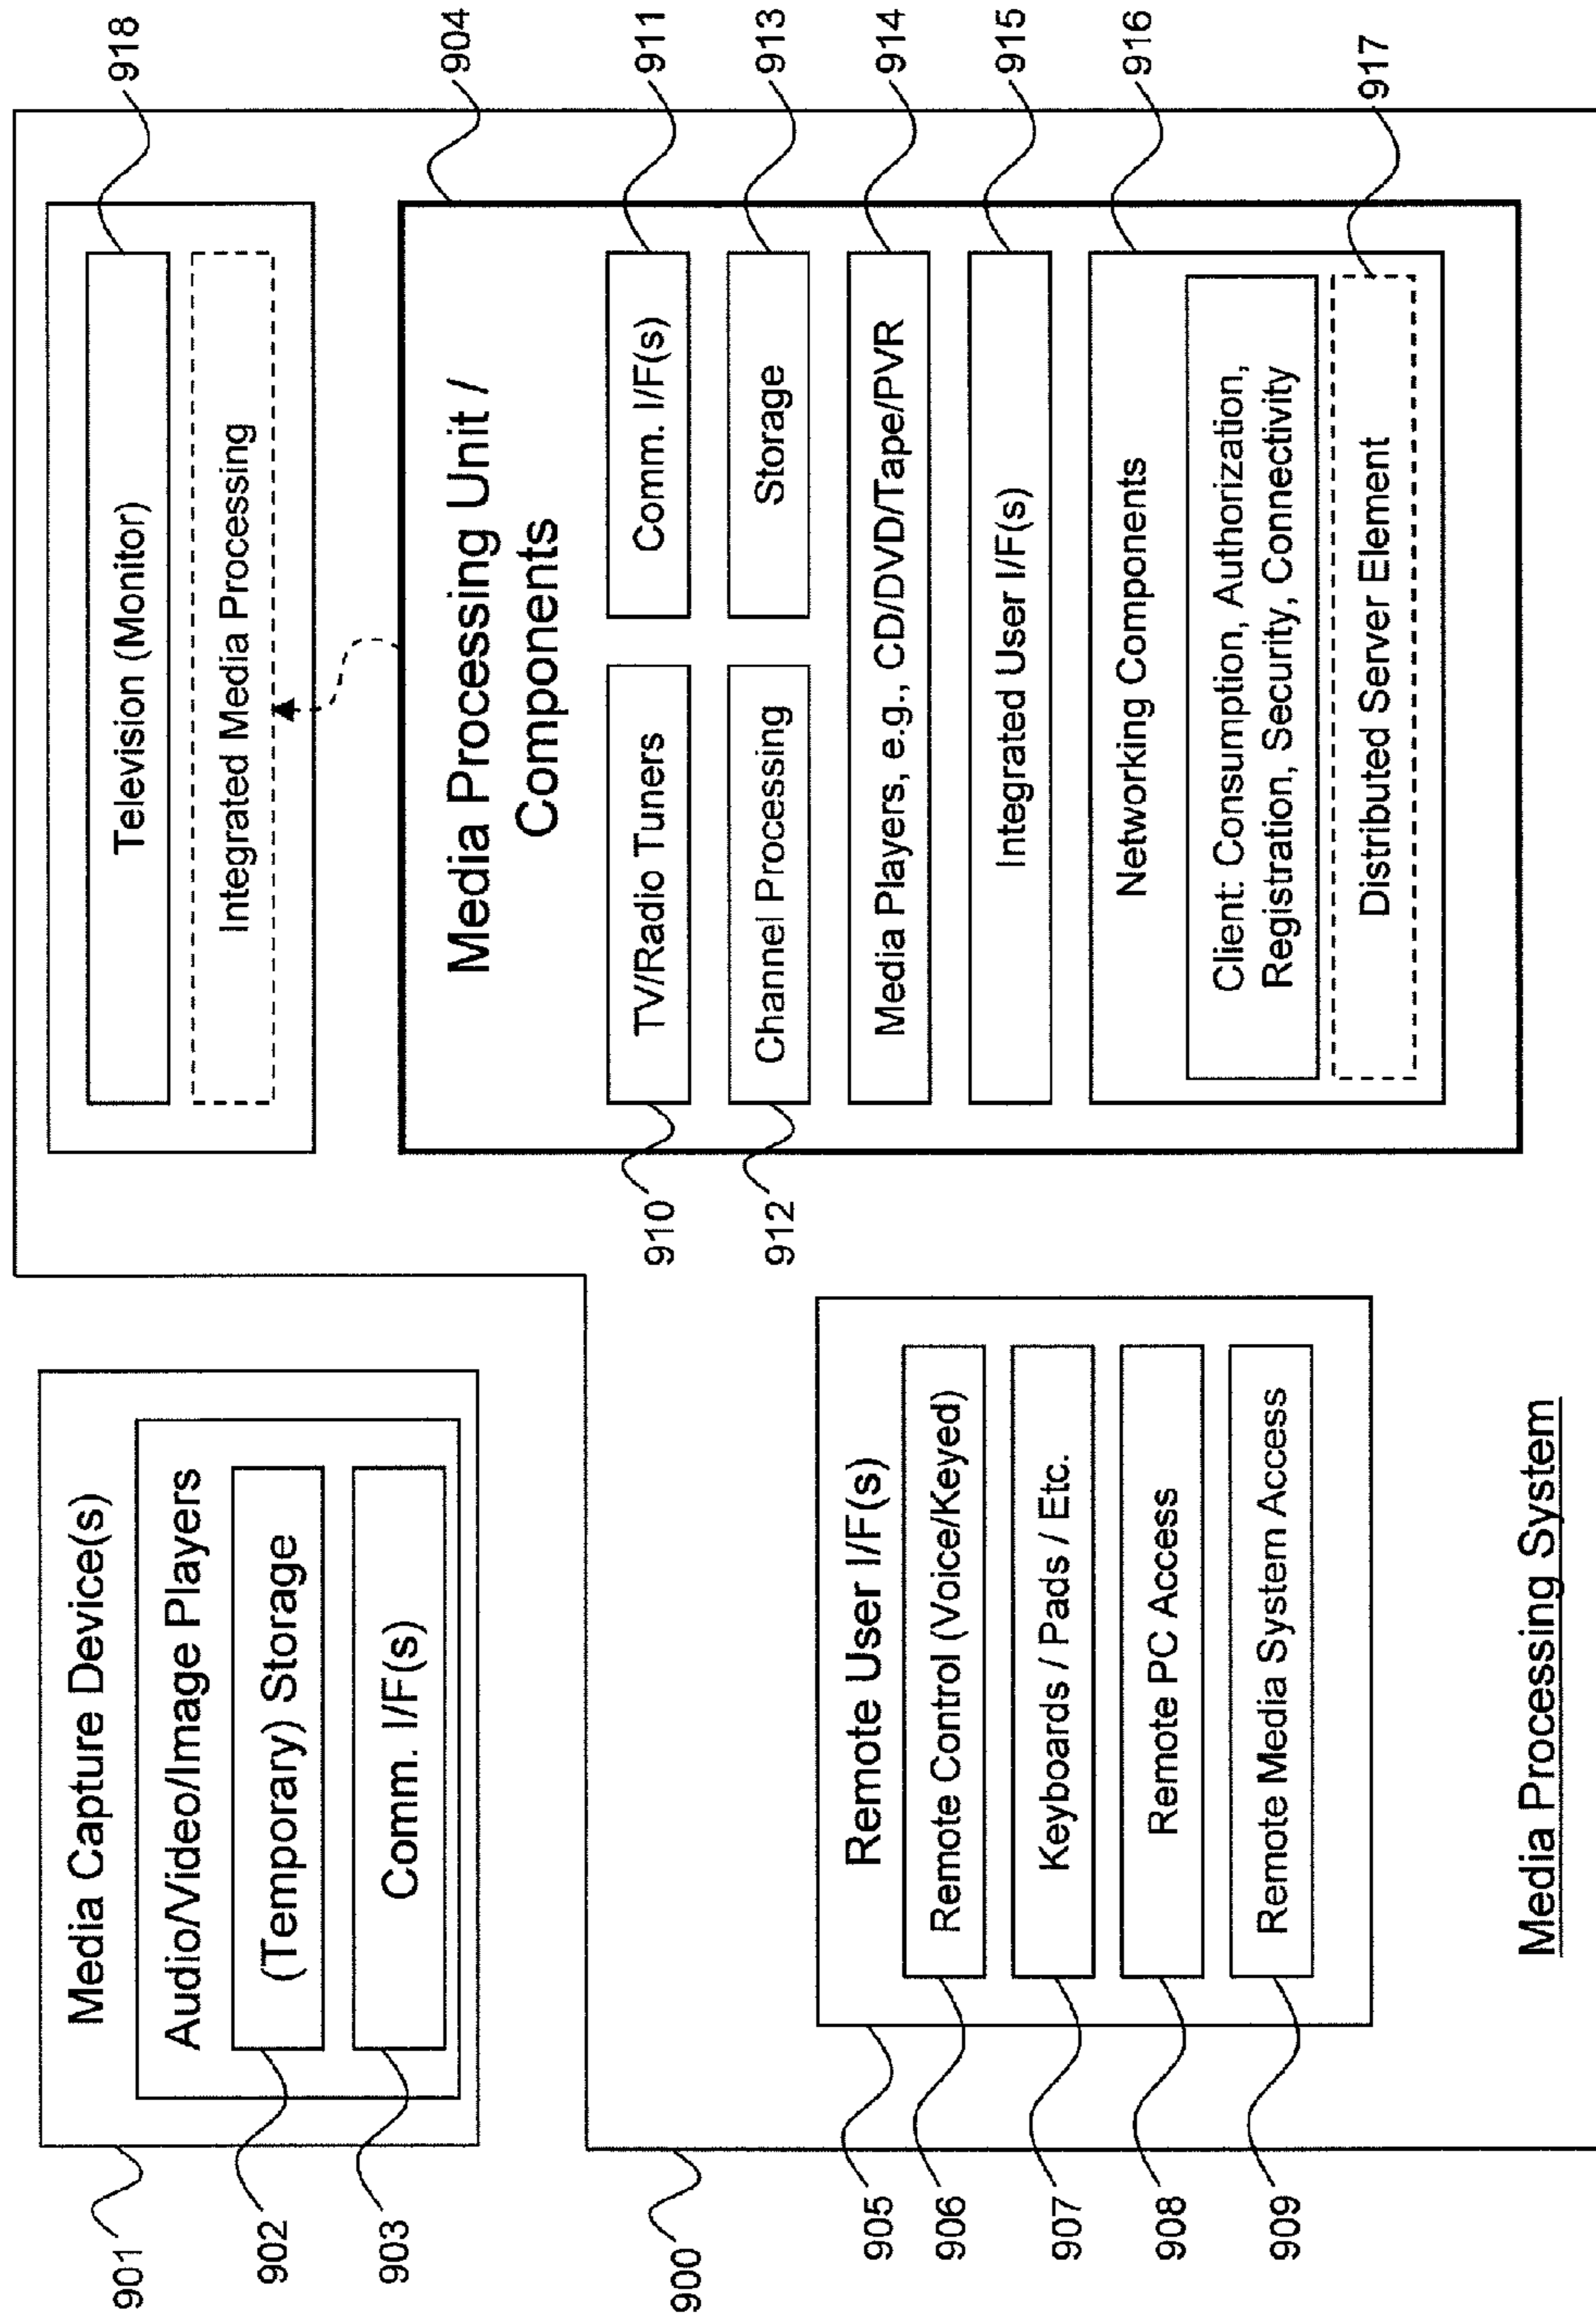 Media Capture Device(s)
Audio/Video/Image Players
(Temporary) Storage
Comm. I/F(s)
901
902
903
900
Remote User I/F(s)
Remote Control (Voice/Keyed)
Keyboards / Pads / Etc.
Remote PC Access
Remote Media System Access
905
906
907
908
909
Media Processing System
Television (Monitor)
Integrated Media Processing
918
904
Media Processing Unit /
Components
TV/Radio Tuners
Comm. I/F(s)
910
911
Channel Processing
Storage
912
913
Media Players, e.g., CD/DVD/Tape/PVR
914
Integrated User I/F(s)
915
Networking Components
916
Client: Consumption, Authorization,
Registration, Security, Connectivity
Distributed Server Element
917